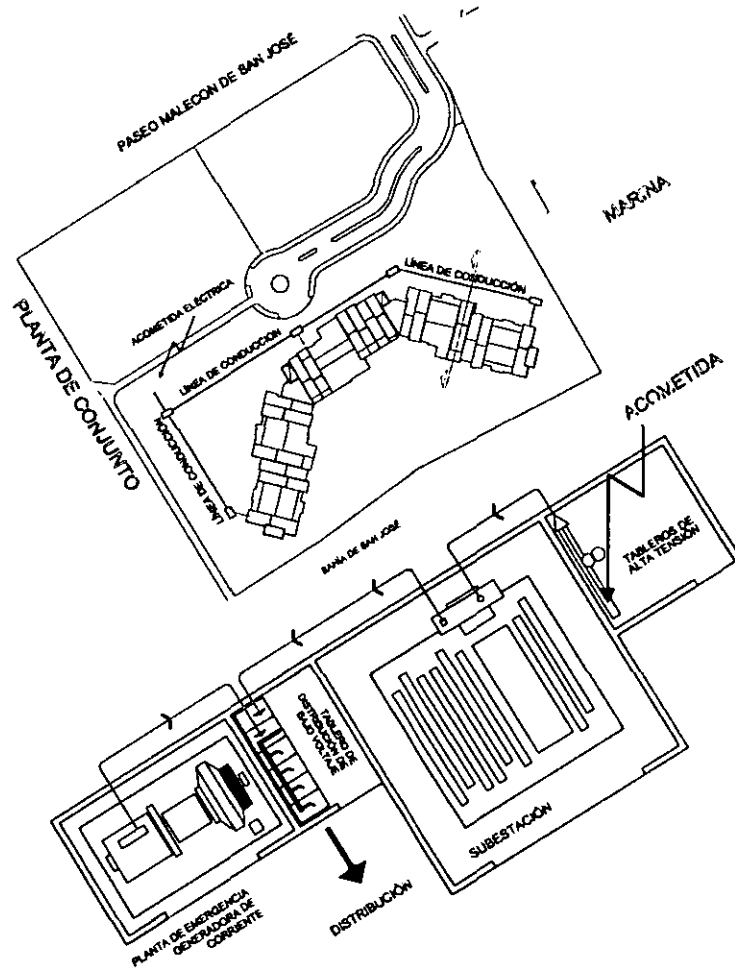 PASEO MALECON DE SAN JOSÉ
MARINA
LÍNEA DE CONDUCCIÓN
ACOMETIDA ELÉCTRICA
LÍNEA DE CONDUCCIÓN
PLANTA DE CONJUNTO
LÍNEA DE CONDUCCIÓN
ACOMETIDA
BAHÍA DE SAN JOSÉ
TABLEROS DE
ALTA TENSIÓN
TABLERO DE
DISTRIBUCIÓN DE
BAJO VOLTAJE
SUBESTACIÓN
DISTRIBUCIÓN
PLANTA DE EMERGENCIA
GENERADORA DE
CORRIENTE